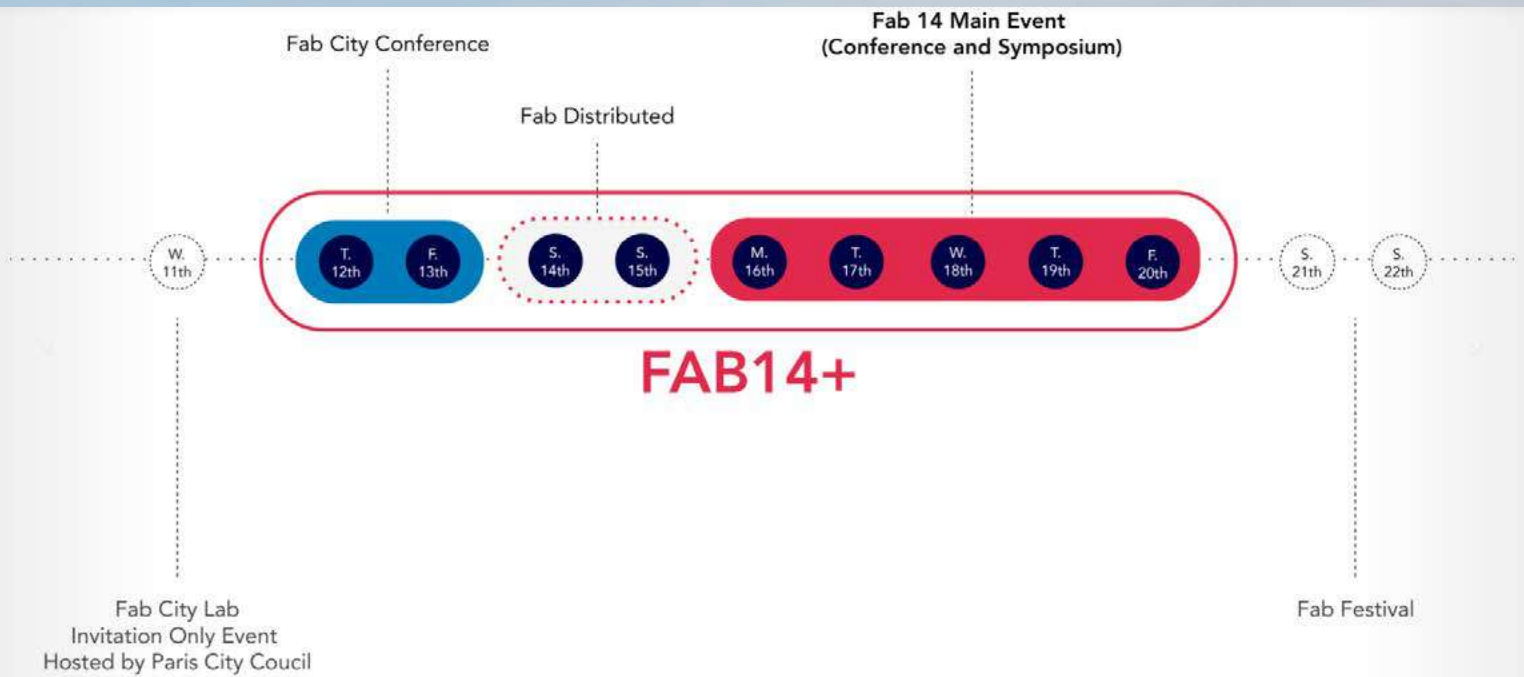 Fab 14 Main Event
(Conference and Symposium)
Fab City Conference
Fab Distributed
W.
11th
T.
12th
F.
13th
S.
14th
S.
15th
M.
16th
T.
17th
W.
18th
T.
19th
F.
20th
S.
21th
S.
22th
FAB14+
Fab City Lab
Invitation Only Event
Hosted by Paris City Coucil
Fab Festival